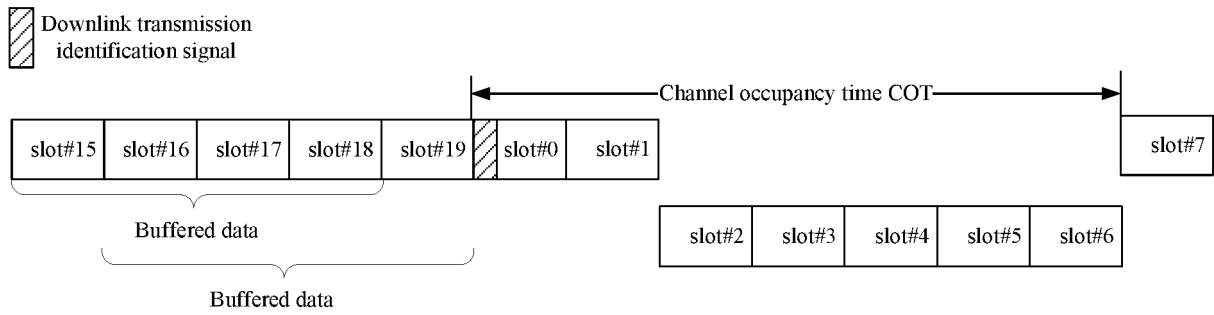 Downlink transmission
identification signal
Channel occupancy time COT
slot#15 slot#16 slot#17 slot#18 slot#19 slot#0 slot#1 slot#7
slot#2 slot#3 slot#4 slot#5 slot#6
Buffered data
Buffered data